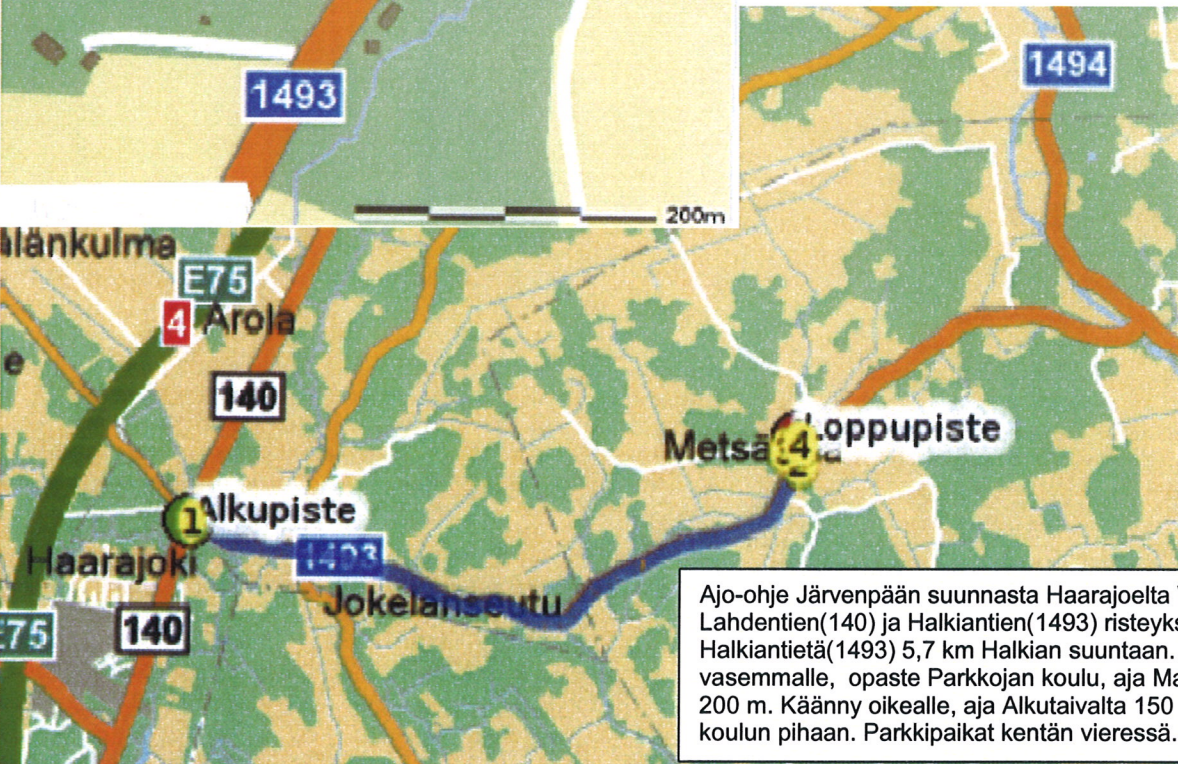 1493
200m
1494
älänkulma
E75
4 Arola
e
140
Loppupiste
4
Alkupiste
1
1493
Haarajoki
Jokelanseutu
140
E75
Ajo-ohje Järvenpään suunnasta Haarajoelta
Lahdentien(140) ja Halkiantien(1493) risteyks
Halkiantietä(1493) 5,7 km Halkian suuntaan.
vasemmalle, opaste Parkkojan koulu, aja Ma
200 m. Käänny oikealle, aja Alkutaivalta 150
koulun pihaan. Parkkipaikat kentän vieressä.